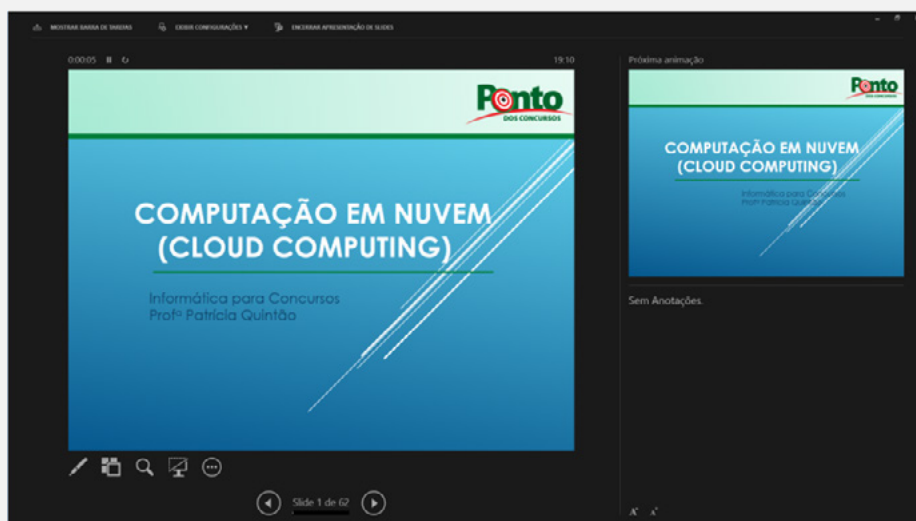 MOSTRAR BARRA DE TAREFAS
EXIBIR CONFIGURAÇÕES ▾
ENCERRAR APRESENTAÇÃO DE SLIDES
0:00:05
19:10
Ponto
DOS CONCURSOS
COMPUTAÇÃO EM NUVEM
(CLOUD COMPUTING)
Informática para Concursos
Profª Patrícia Quintão
Slide 1 de 62
Próxima animação
Ponto
DOS CONCURSOS
COMPUTAÇÃO EM NUVEM
(CLOUD COMPUTING)
Informática para Concursos
Profª Patrícia Quintão
Sem Anotações.
A A